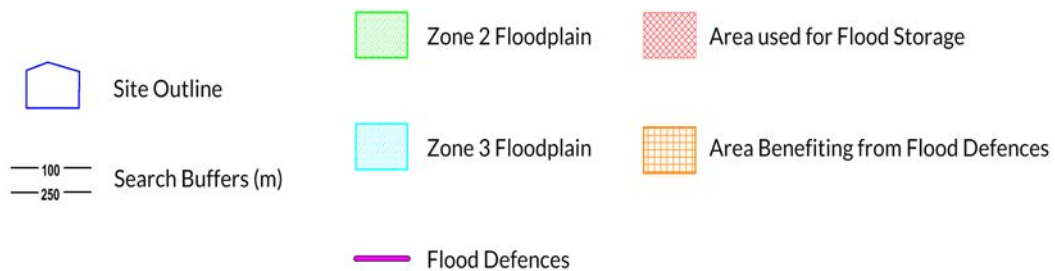 Zone 2 Floodplain
Area used for Flood Storage
Site Outline
Zone 3 Floodplain
Area Benefiting from Flood Defences
100
Search Buffers (m)
250
Flood Defences